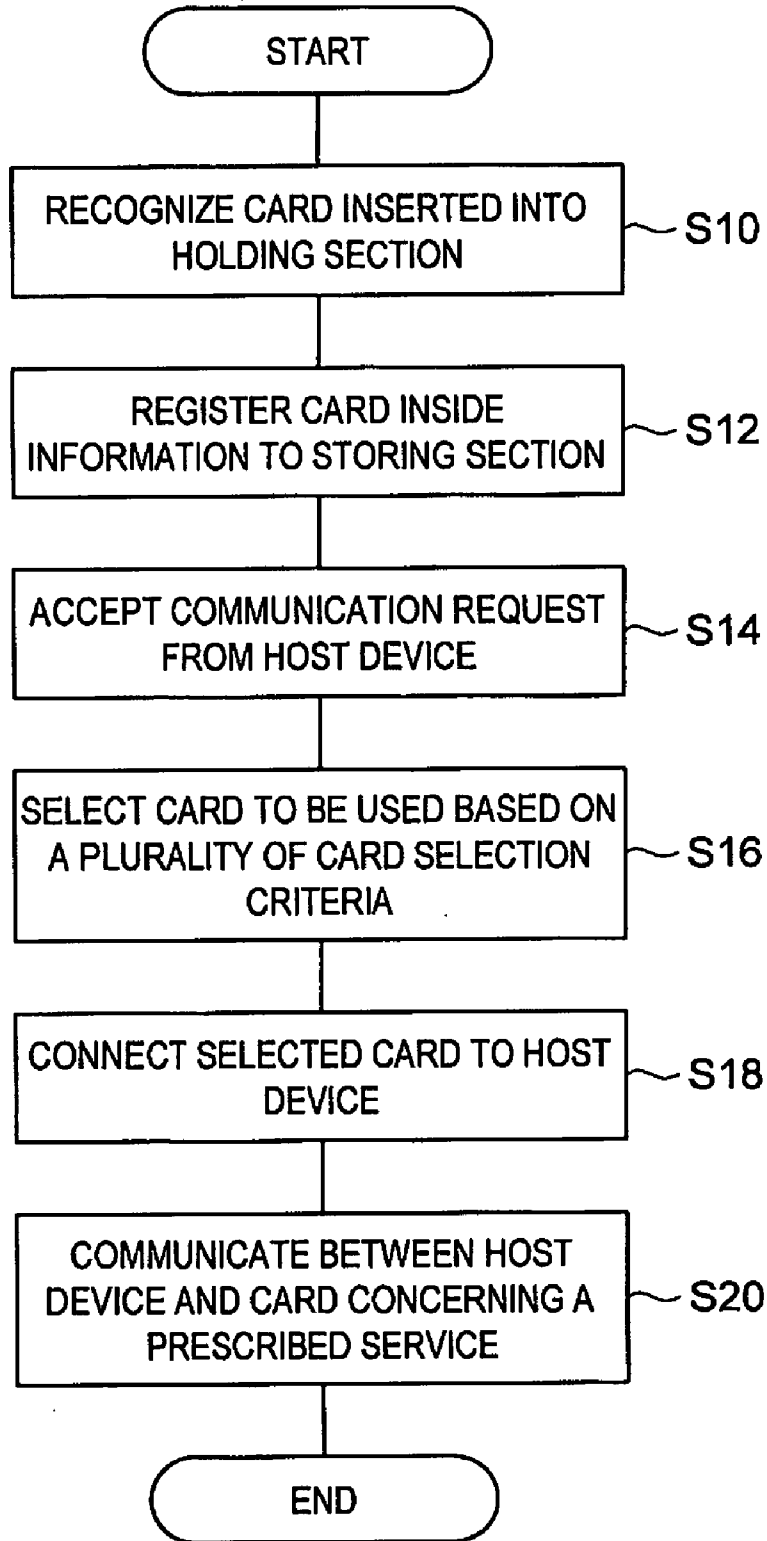 START
RECOGNIZE CARD INSERTED INTO
HOLDING SECTION
S10
REGISTER CARD INSIDE
INFORMATION TO STORING SECTION
S12
ACCEPT COMMUNICATION REQUEST
FROM HOST DEVICE
S14
SELECT CARD TO BE USED BASED ON
A PLURALITY OF CARD SELECTION
CRITERIA
S16
CONNECT SELECTED CARD TO HOST
DEVICE
S18
COMMUNICATE BETWEEN HOST
DEVICE AND CARD CONCERNING A
PRESCRIBED SERVICE
S20
END